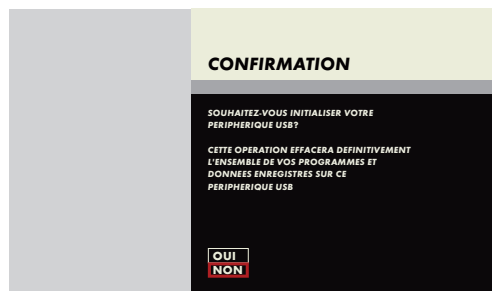 CONFIRMATION
SOUHAITEZ-VOUS INITIALISER VOTRE
PERIPHERIQUE USB?
CETTE OPERATION EFFACERA DEFINITIVEMENT
L'ENSEMBLE DE VOS PROGRAMMES ET
DONNEES ENREGISTRES SUR CE
PERIPHERIQUE USB
OUI
NON